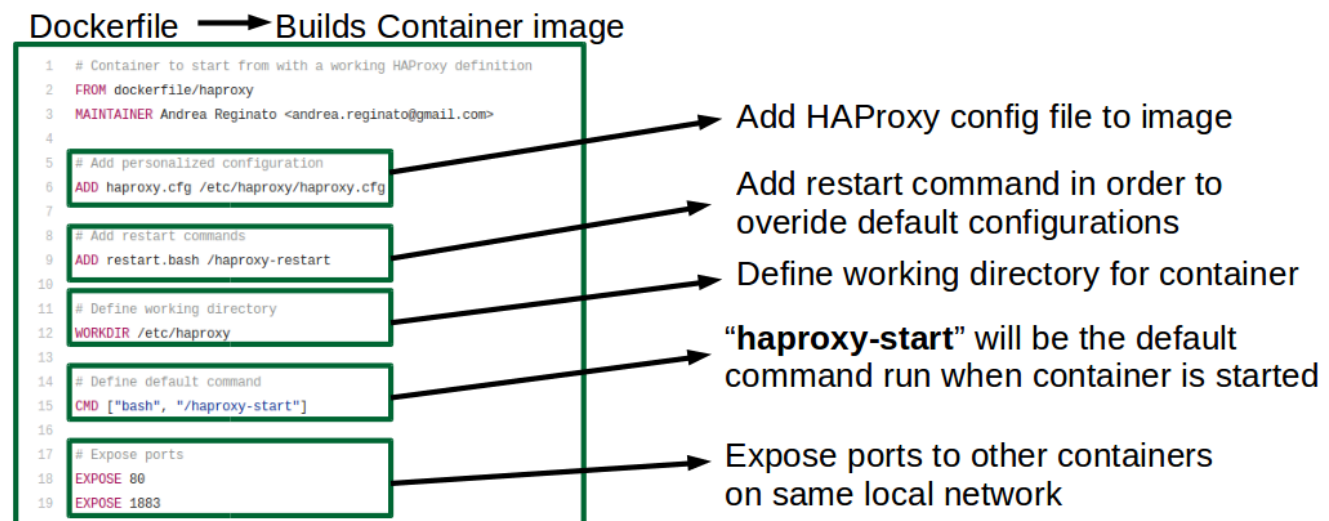 Dockerfile Builds Container image
1 # Container to start from with a working HAProxy definition
2 FROM dockerfile/haproxy
3 MAINTAINER Andrea Reginato <andrea.reginato@gmail.com>
4
5 # Add personalized configuration
6 ADD haproxy.cfg /etc/haproxy/haproxy.cfg
7
8 # Add restart commands
9 ADD restart.bash /haproxy-restart
10
11 # Define working directory
12 WORKDIR /etc/haproxy
13
14 # Define default command
15 CMD ["bash", "/haproxy-start"]
16
17 # Expose ports
18 EXPOSE 80
19 EXPOSE 1883
Add HAProxy config file to image
Add restart command in order to
overide default configurations
Define working directory for container
“haproxy-start” will be the default
command run when container is started
Expose ports to other containers
on same local network